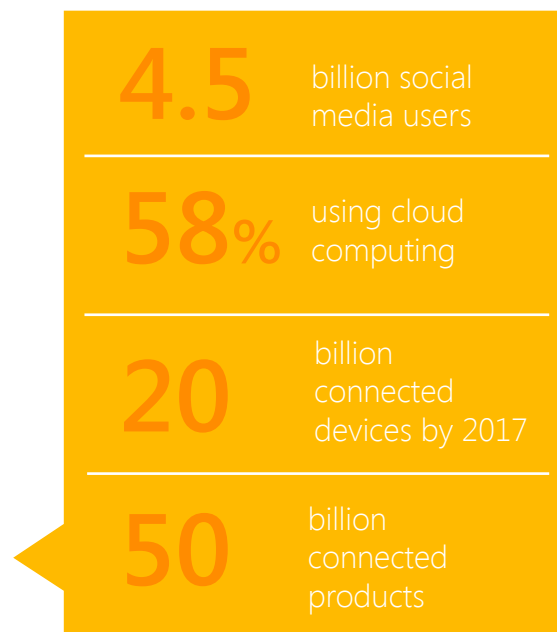 4.5
billion social
media users
58%
using cloud
computing
20
billion
connected
devices by 2017
50
billion
connected
products